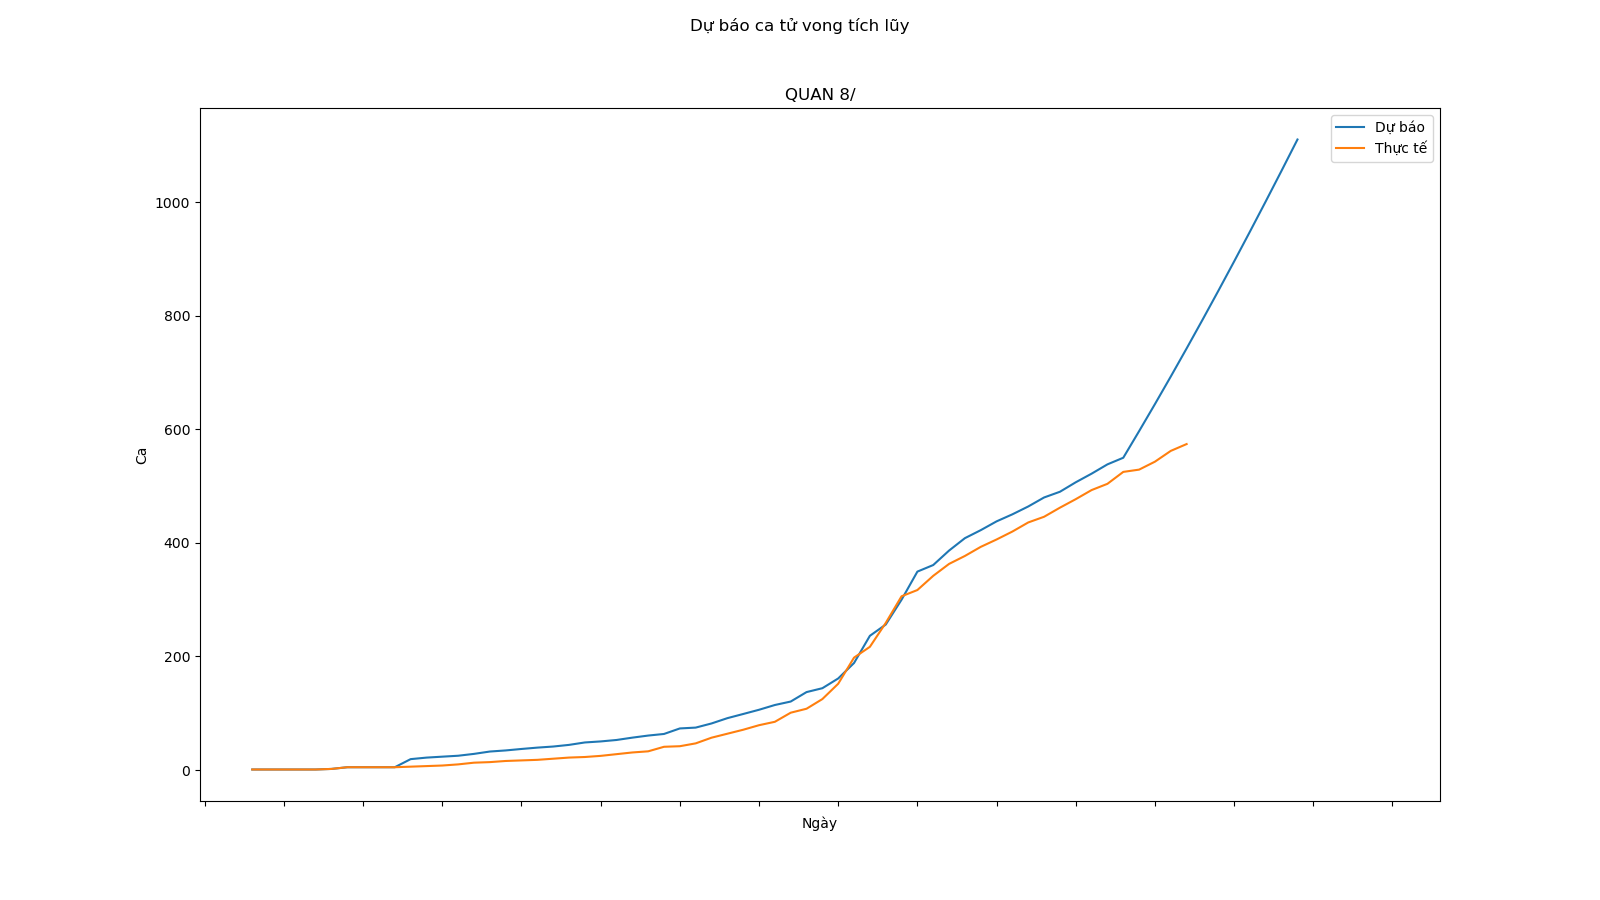 Dự báo ca tử vong tích lũy
QUAN 8/
Dự báo
Thực tế
1000
800
600
400
200
0
Ca
Ngày